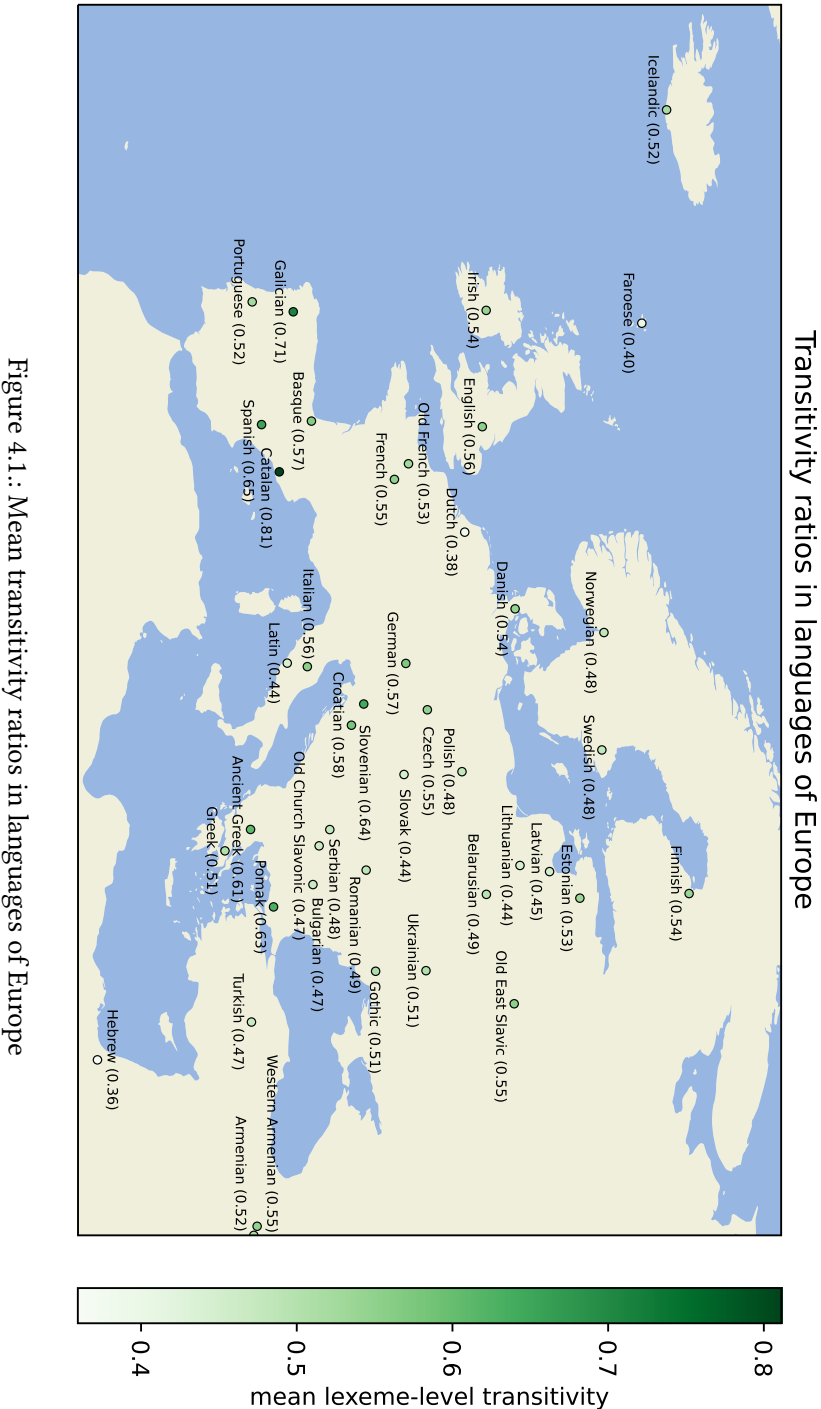 Transitivity ratios in languages of Europe
Icelandic (0.52)
Faroese (0.40)
Finnish (0.54)
Norwegian (0.48)
Swedish (0.48)
Estonian (0.53)
Latvian (0.45)
Lithuanian (0.44)
Danish (0.54)
Old East Slavic (0.55)
Irish (0.54)
English (0.56)
Belarusian (0.49)
Dutch (0.38)
Polish (0.48)
Old French (0.53)
Czech (0.55)
Ukrainian (0.51)
French (0.55)
German (0.57)
Slovak (0.44)
Gothic (0.51)
Slovenian (0.64)
Romanian (0.49)
Croatian (0.58)
Serbian (0.48)
Basque (0.57)
Italian (0.56)
Old Church Slavonic (0.47)
Bulgarian (0.47)
Galician (0.71)
Latin (0.44)
Catalan (0.81)
Pomak (0.63)
Western Armenian (0.55)
Spanish (0.65)
Portuguese (0.52)
Ancient Greek (0.61)
Turkish (0.47)
Armenian (0.52)
Greek (0.51)
Hebrew (0.36)
0.4
0.5
0.6
0.7
0.8
mean lexeme-level transitivity
Figure 4.1.: Mean transitivity ratios in languages of Europe